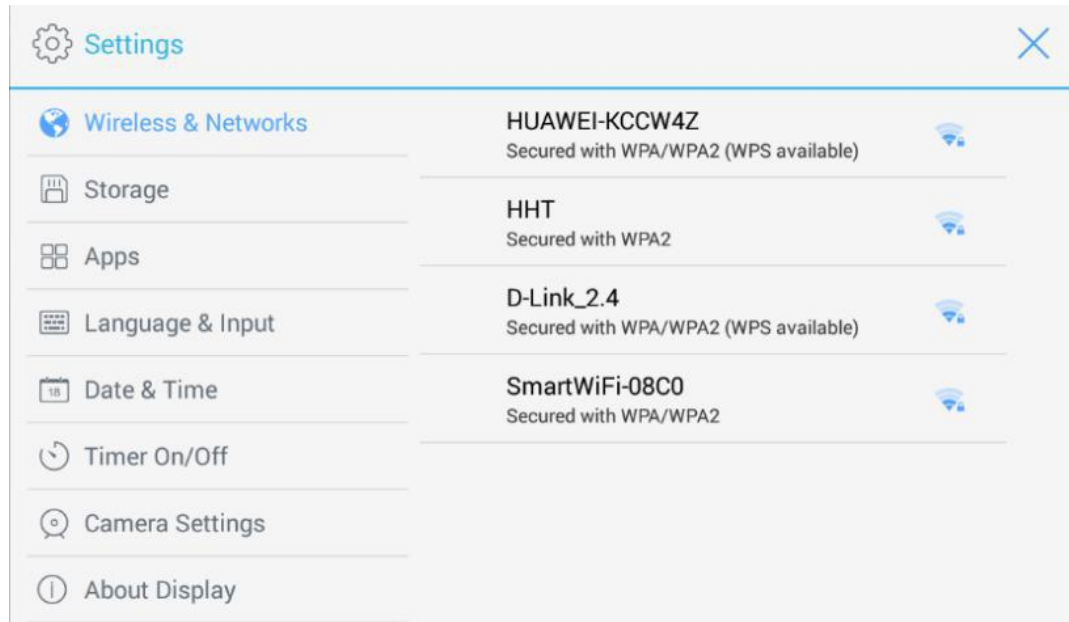 Settings
Wireless & Networks
Storage
Apps
Language & Input
18
Date & Time
Timer On/Off
Camera Settings
About Display
HUAWEI-KCCW4Z
Secured with WPA/WPA2 (WPS available)
HHT
Secured with WPA2
D-Link_2.4
Secured with WPA/WPA2 (WPS available)
SmartWiFi-08C0
Secured with WPA/WPA2